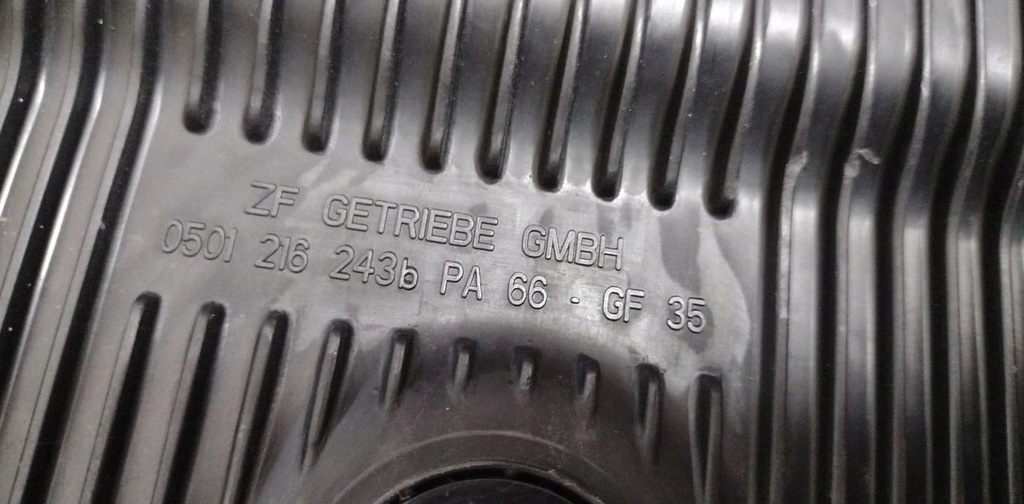 ZF GETRIEBE GMBH
0501 216 243b PA 66 - GF 35